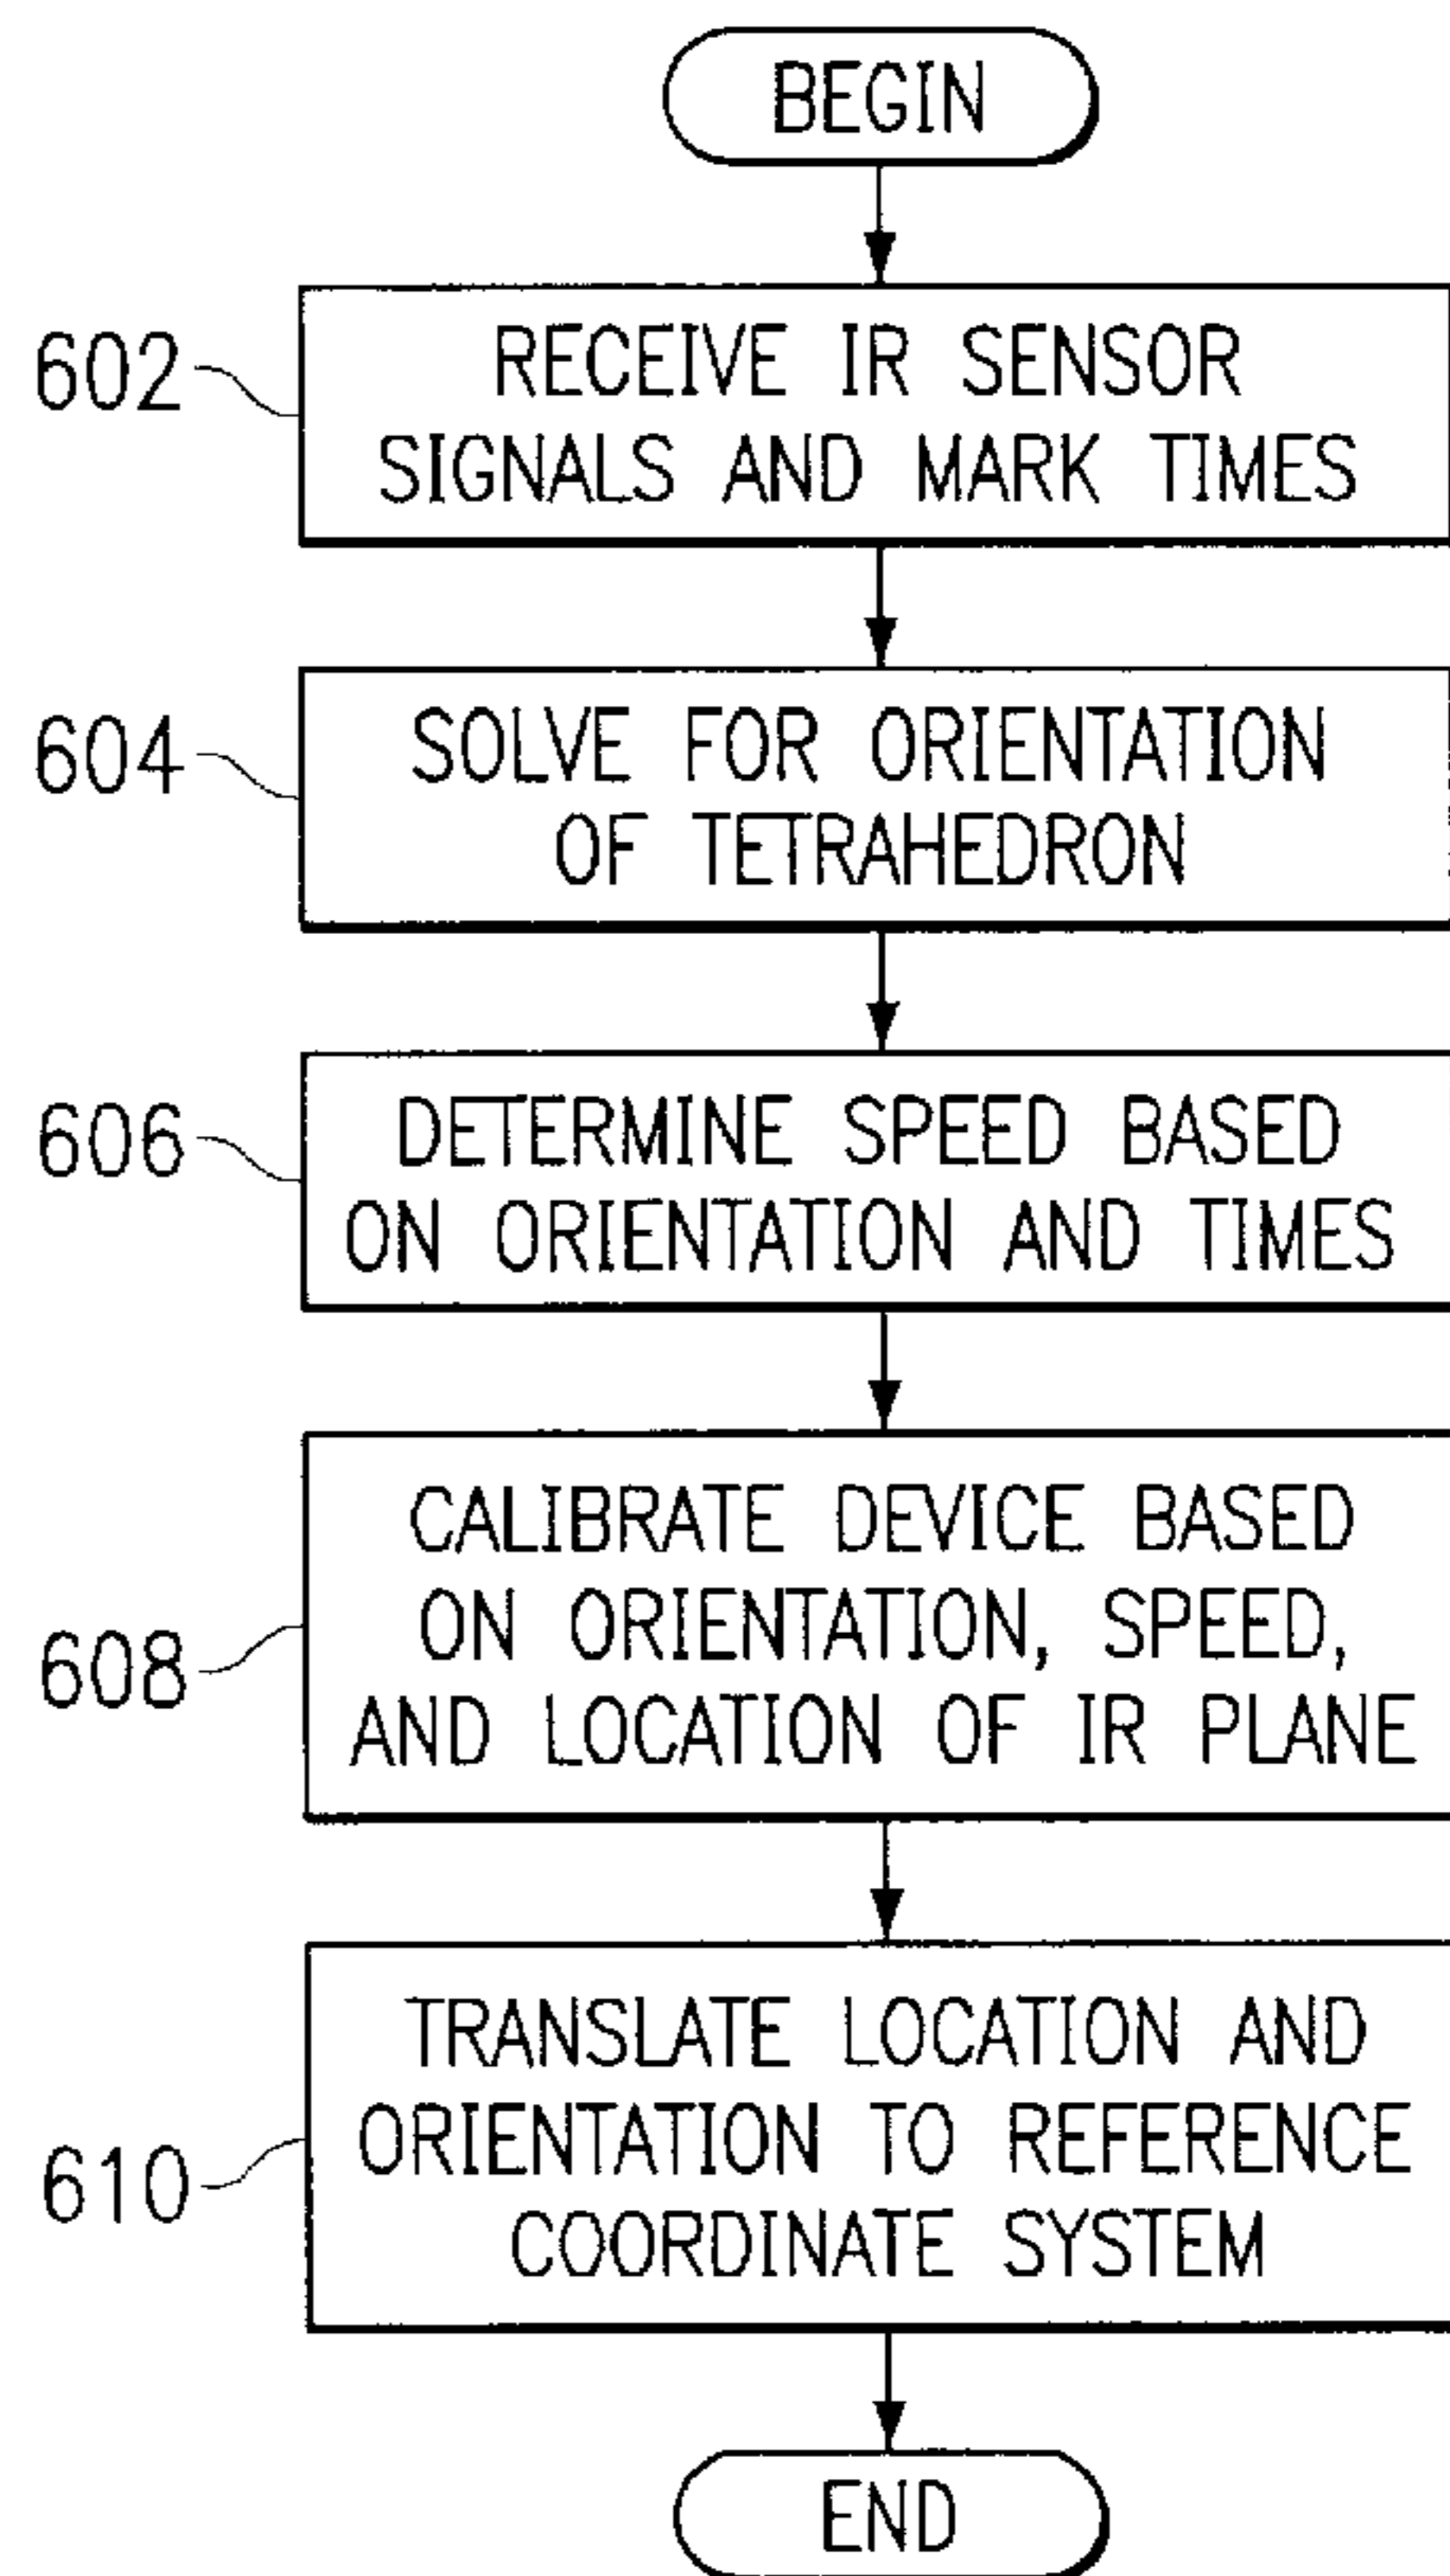 BEGIN
602
RECEIVE IR SENSOR
SIGNALS AND MARK TIMES
604
SOLVE FOR ORIENTATION
OF TETRAHEDRON
606
DETERMINE SPEED BASED
ON ORIENTATION AND TIMES
608
CALIBRATE DEVICE BASED
ON ORIENTATION, SPEED,
AND LOCATION OF IR PLANE
610
TRANSLATE LOCATION AND
ORIENTATION TO REFERENCE
COORDINATE SYSTEM
END